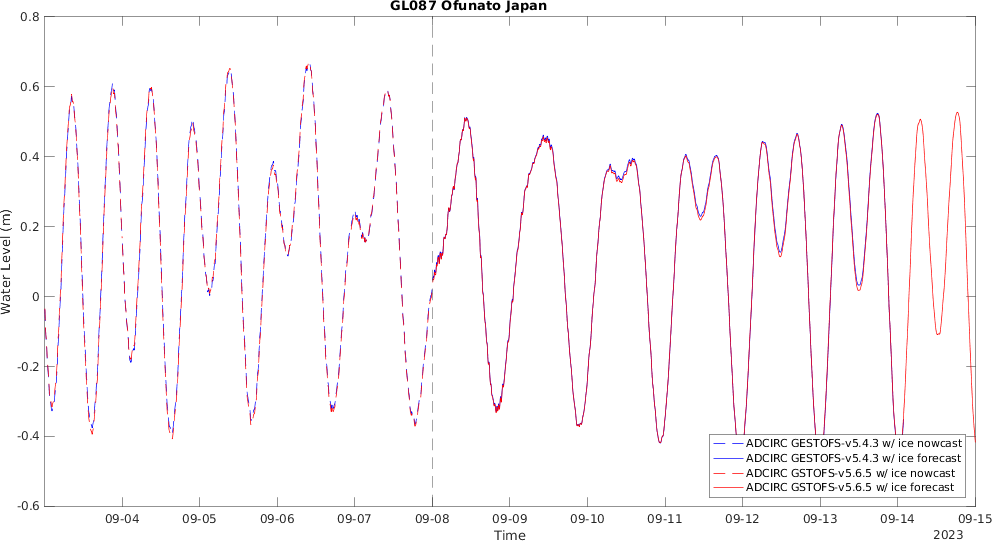 GL087 Ofunato Japan
0.8
0.6
0.4
0.2
0
-0.2
-0.4
-0.6
Water Level (m)
ADCIRC GESTOFS-v5.4.3 w/ ice nowcast
ADCIRC GESTOFS-v5.4.3 w/ ice forecast
ADCIRC GSTOFS-v5.6.5 w/ ice nowcast
ADCIRC GSTOFS-v5.6.5 w/ ice forecast
09-04 09-05 09-06 09-07 09-08 09-09 09-10 09-11 09-12 09-13 09-14 09-15
Time
2023